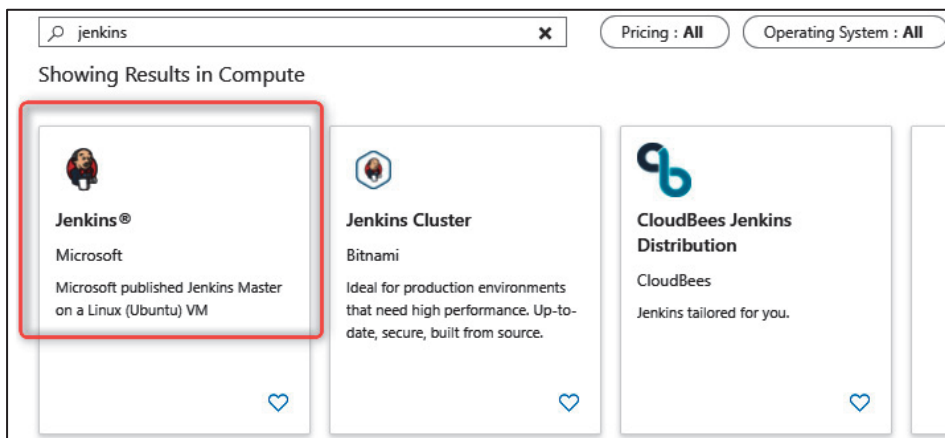 jenkins
Pricing : All
Operating System : All
Showing Results in Compute
Jenkins®
Microsoft
Microsoft published Jenkins Master
on a Linux (Ubuntu) VM
Jenkins Cluster
Bitnami
Ideal for production environments
that need high performance. Up-to-
date, secure, built from source.
CloudBees Jenkins
Distribution
CloudBees
Jenkins tailored for you.